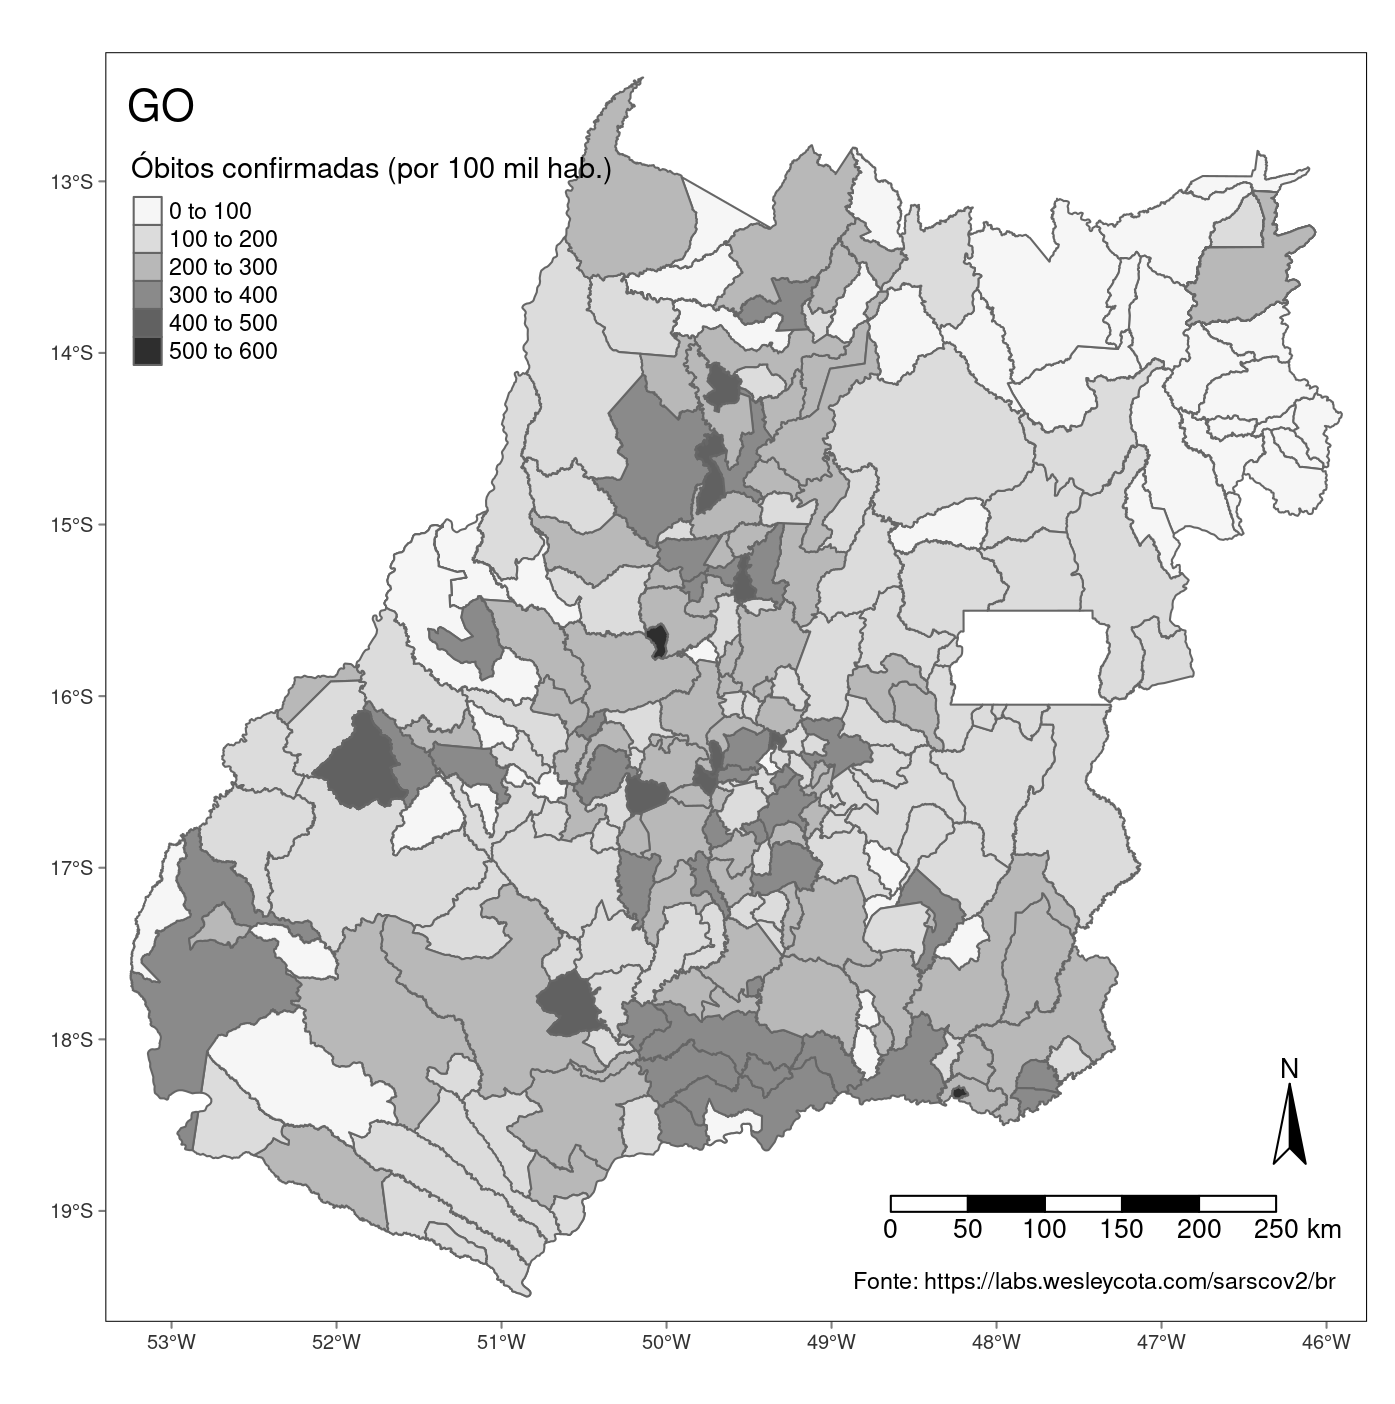 GO
Óbitos confirmadas (por 100 mil hab.)
0 to 100
100 to 200
200 to 300
300 to 400
400 to 500
500 to 600
13°S
14°S
15°S
16°S
17°S
18°S
19°S
N
0 50 100 150 200 250 km
Fonte: https://labs.wesleycota.com/sarscov2/br
53°W 52°W 51°W 50°W 49°W 48°W 47°W 46°W